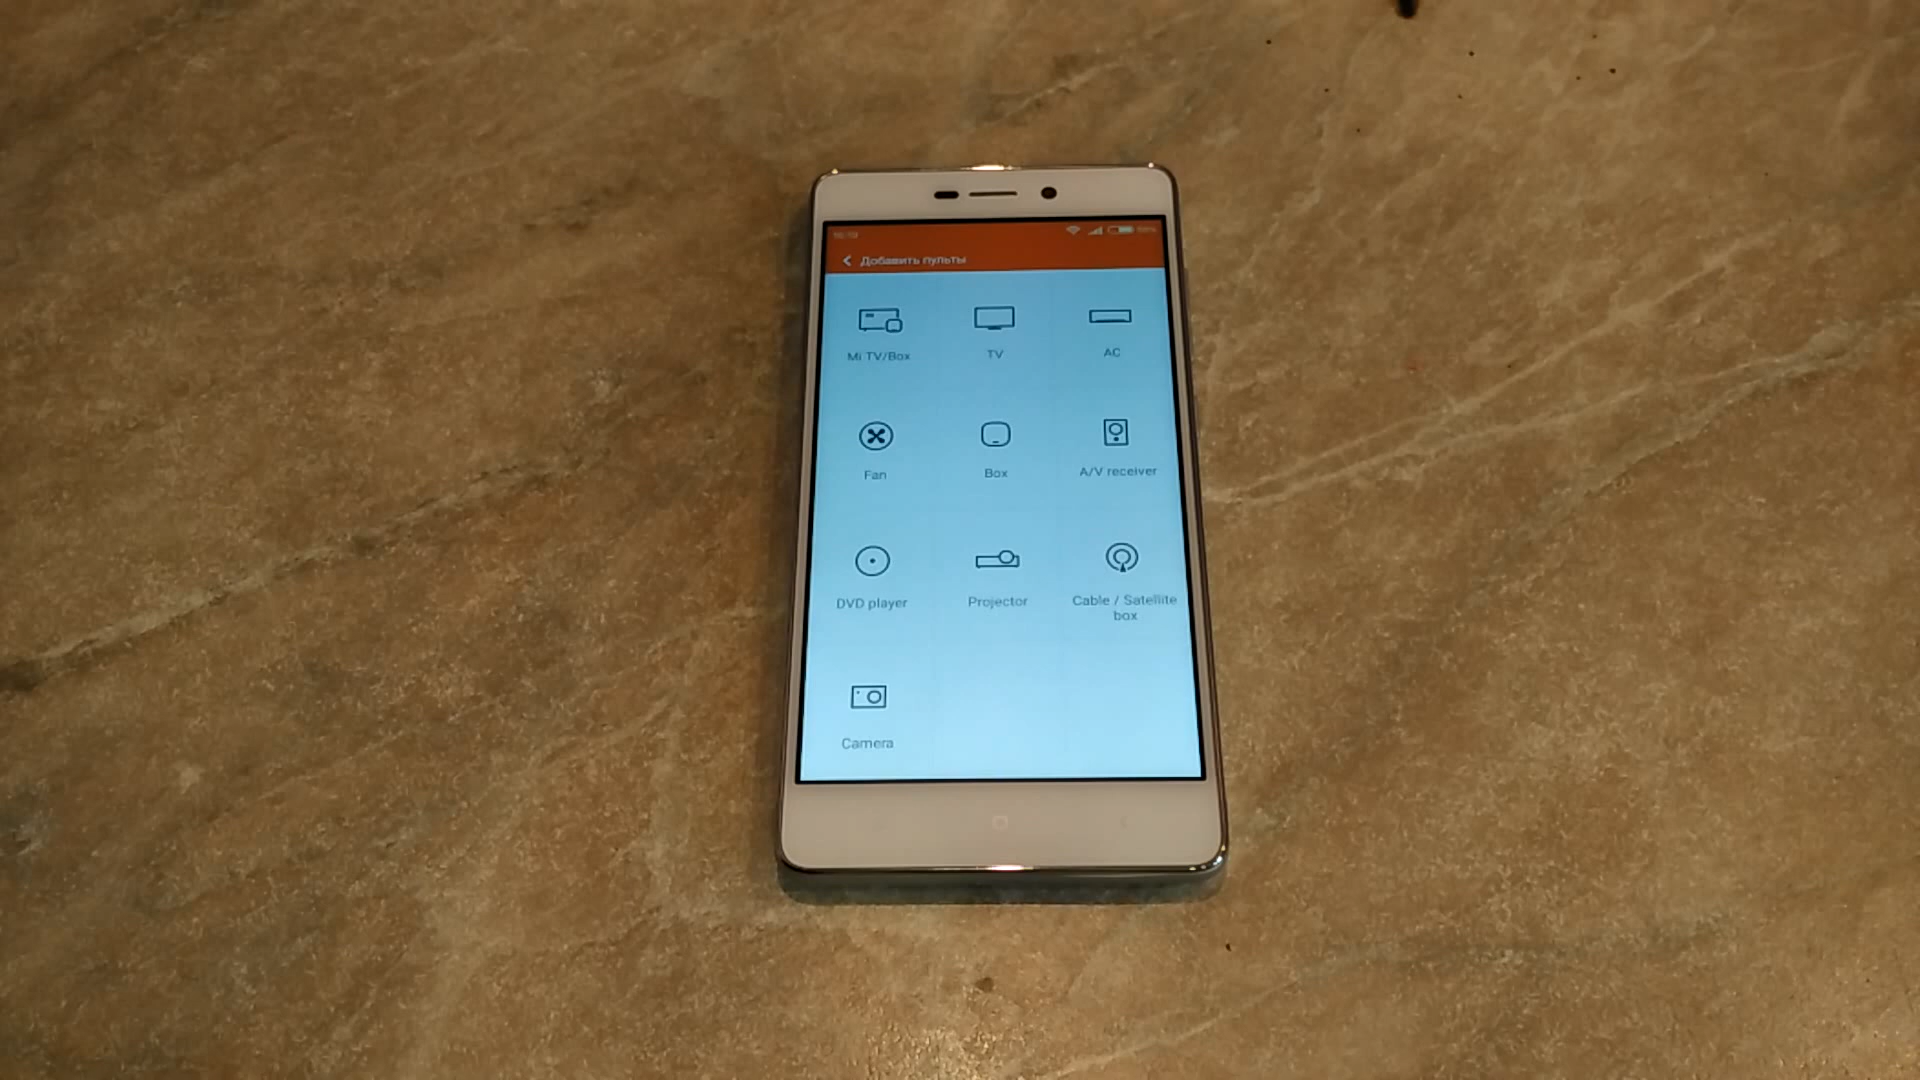 Добавить пульты
Mi TV/Box
TV
AC
Fan
Box
A/V receiver
DVD player
Projector
Cable / Satellite
box
Camera